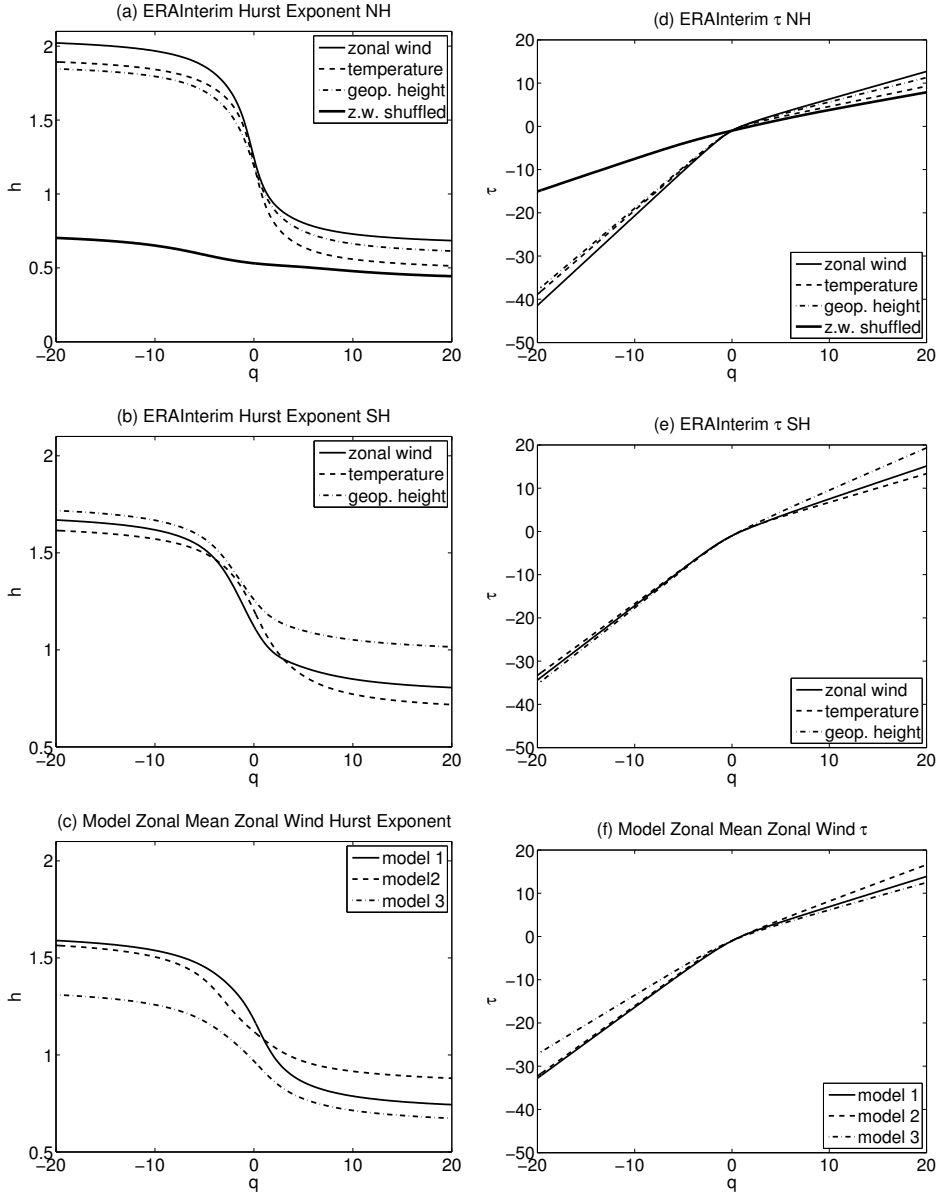 (a) ERAInterim Hurst Exponent NH
2
1.5
1
0.5
0
h
−20
−10
0
10
20
q
zonal wind
temperature
geop. height
z.w. shuffled
(d) ERAInterim τ NH
20
10
0
−10
−20
−30
−40
−50
τ
−20
−10
0
10
20
q
zonal wind
temperature
geop. height
z.w. shuffled
(b) ERAInterim Hurst Exponent SH
2
1.5
1
0.5
h
−20
−10
0
10
20
q
zonal wind
temperature
geop. height
(e) ERAInterim τ SH
20
10
0
−10
−20
−30
−40
−50
τ
−20
−10
0
10
20
q
zonal wind
temperature
geop. height
(c) Model Zonal Mean Zonal Wind Hurst Exponent
2
1.5
1
0.5
h
−20
−10
0
10
20
q
model 1
model2
model 3
(f) Model Zonal Mean Zonal Wind τ
20
10
0
−10
−20
−30
−40
−50
τ
−20
−10
0
10
20
q
model 1
model 2
model 3